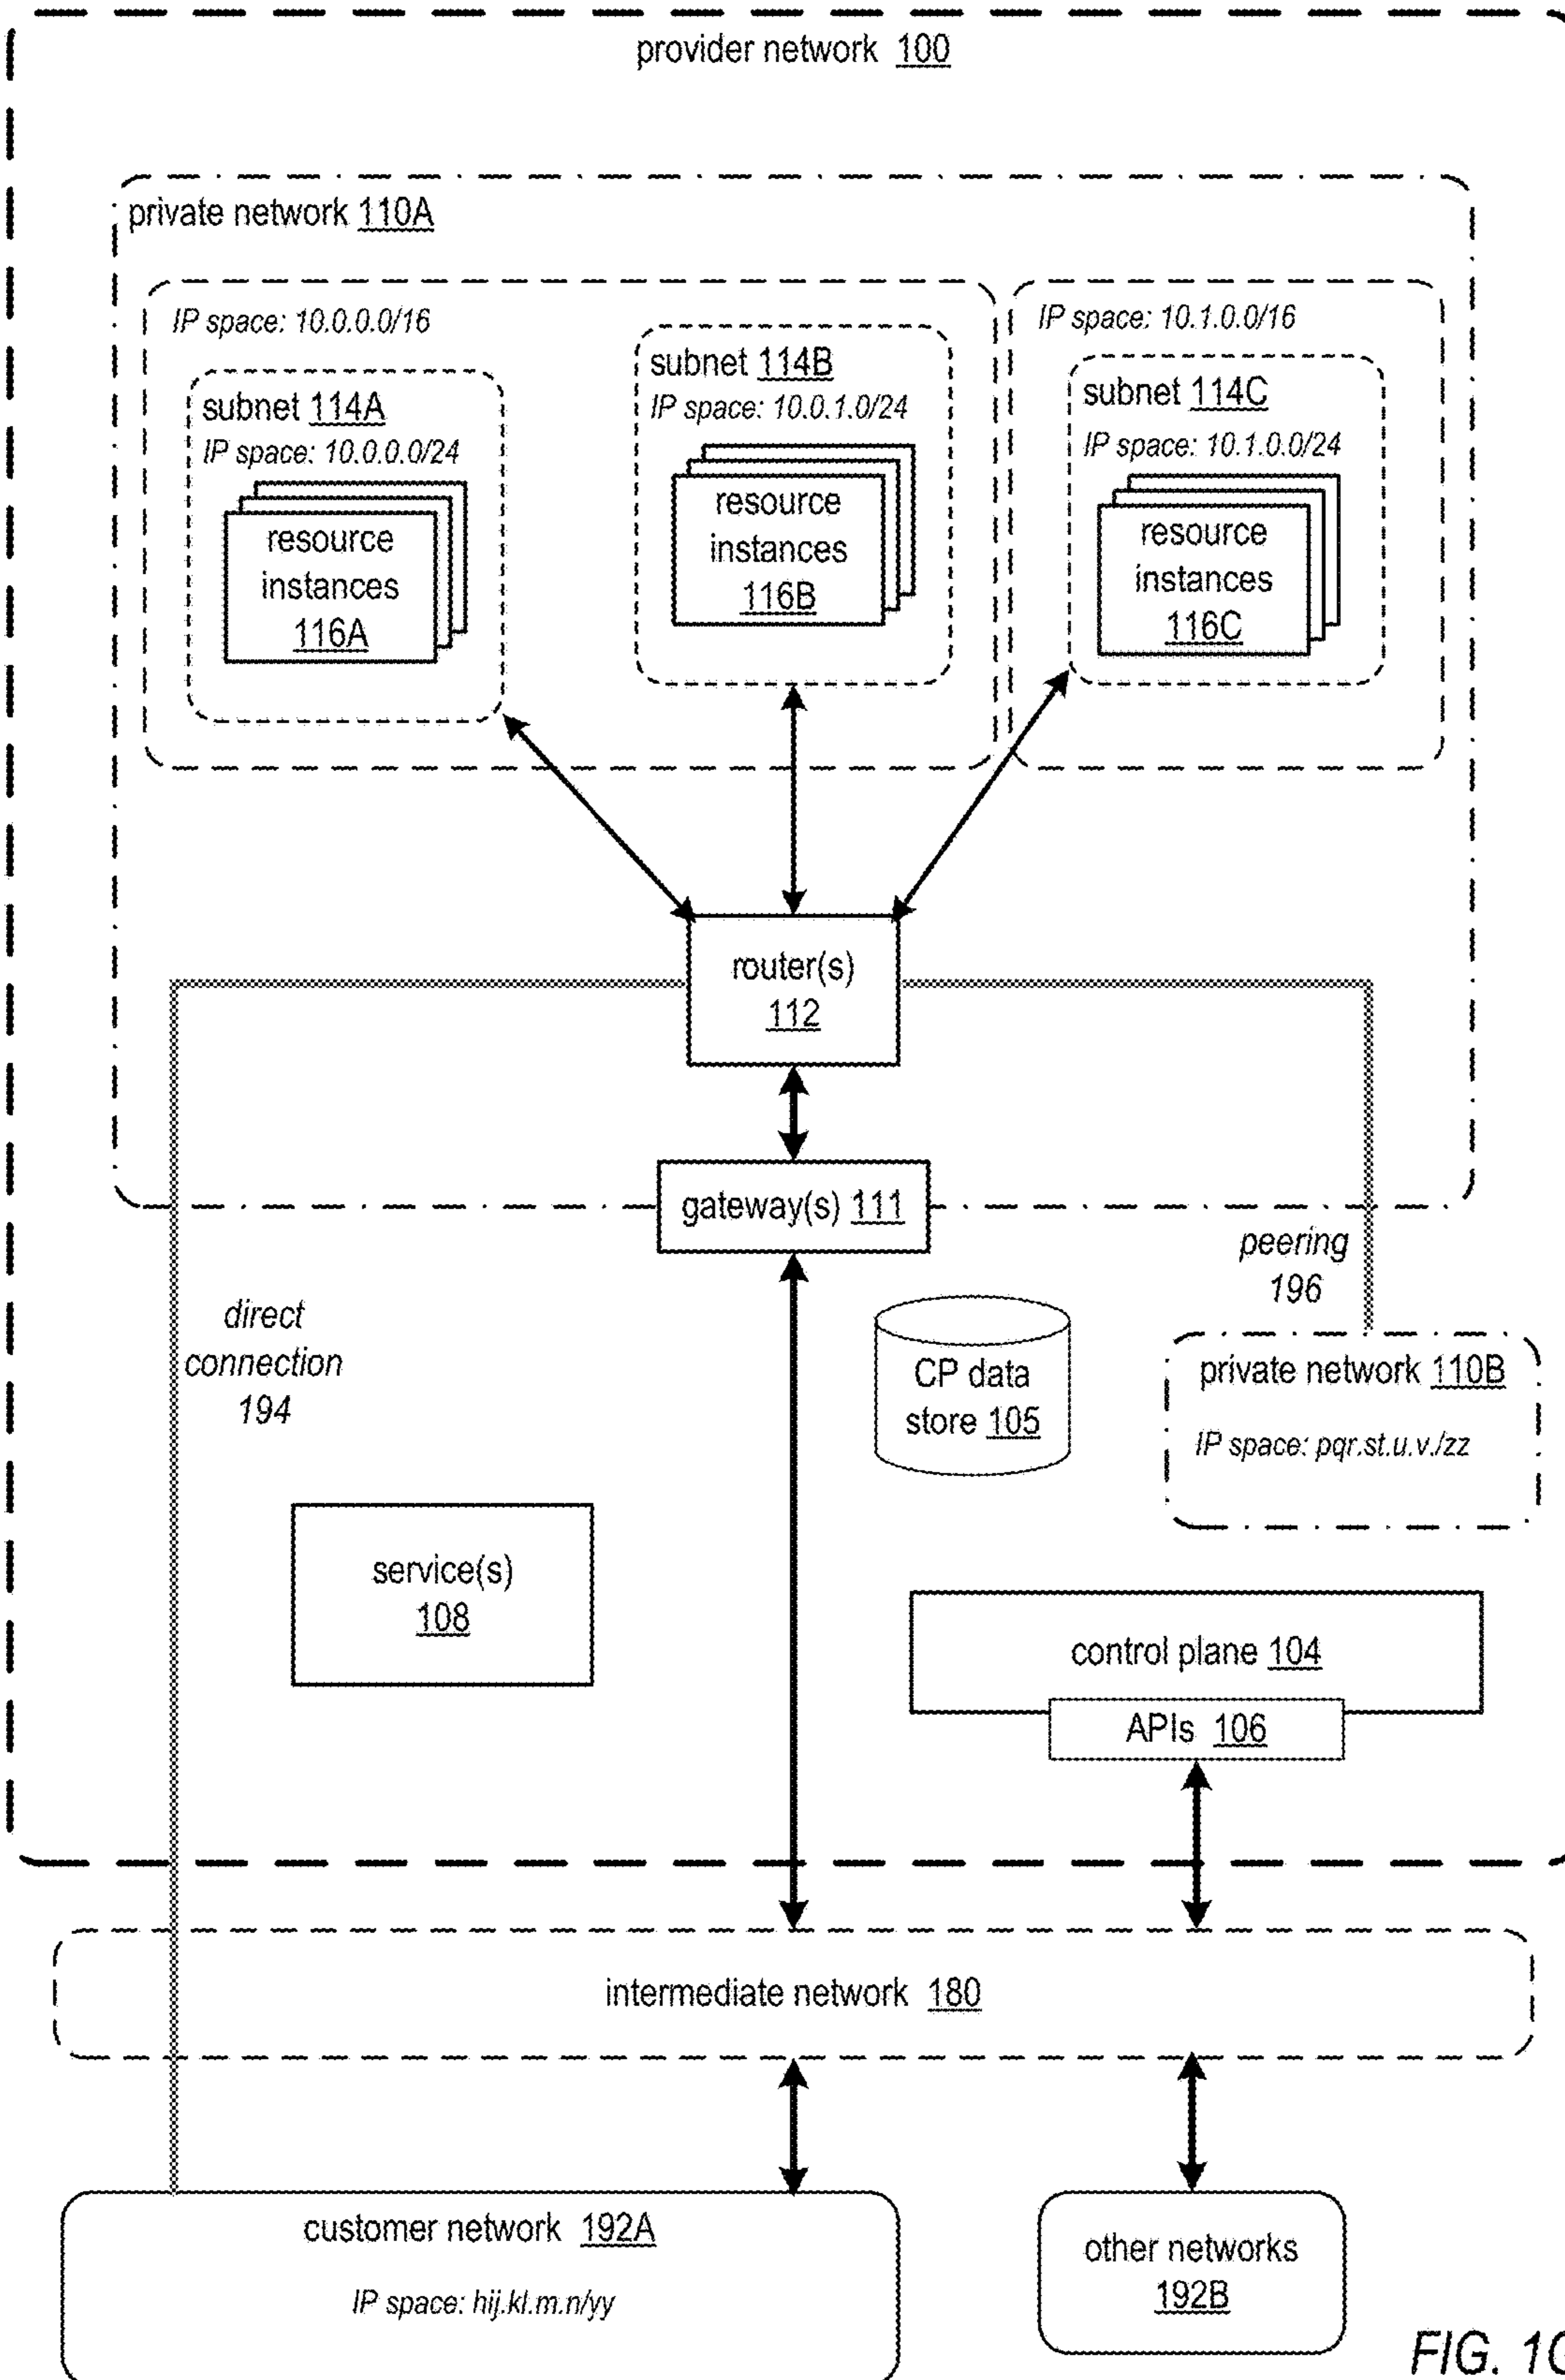 provider network 100
private network 110A
IP space: 10.0.0.0/16
subnet 114A
IP space: 10.0.0.0/24
resource
instances
116A
subnet 114B
IP space: 10.0.1.0/24
resource
instances
116B
IP space: 10.1.0.0/16
subnet 114C
IP space: 10.1.0.0/24
resource
instances
116C
router(s)
112
gateway(s) 111
peering
196
direct
connection
194
CP data
store 105
private network 110B
IP space: pqr.st.u.v./zz
service(s)
108
control plane 104
APIs 106
intermediate network 180
customer network 192A
IP space: hij.kl.m.n/yy
other networks
192B
FIG.